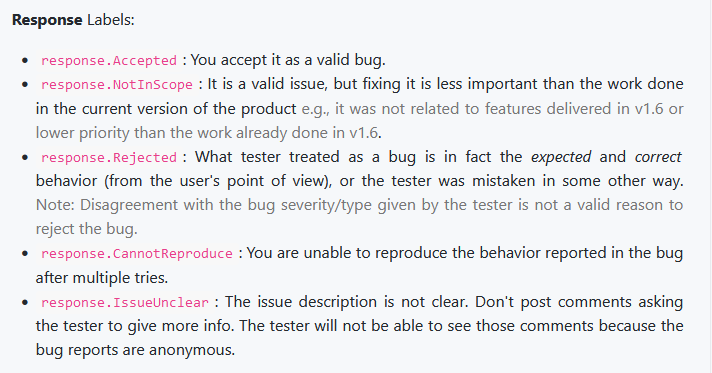 Response Labels:
• response.Accepted : You accept it as a valid bug.
• response.NotInScope : It is a valid issue, but fixing it is less important than the work done
in the current version of the product e.g., it was not related to features delivered in v1.6 or
lower priority than the work already done in v1.6.
• response.Rejected : What tester treated as a bug is in fact the expected and correct
behavior (from the user's point of view), or the tester was mistaken in some other way.
Note: Disagreement with the bug severity/type given by the tester is not a valid reason to
reject the bug.
• response.CannotReproduce : You are unable to reproduce the behavior reported in the bug
after multiple tries.
• response.IssueUnclear : The issue description is not clear. Don't post comments asking
the tester to give more info. The tester will not be able to see those comments because the
bug reports are anonymous.